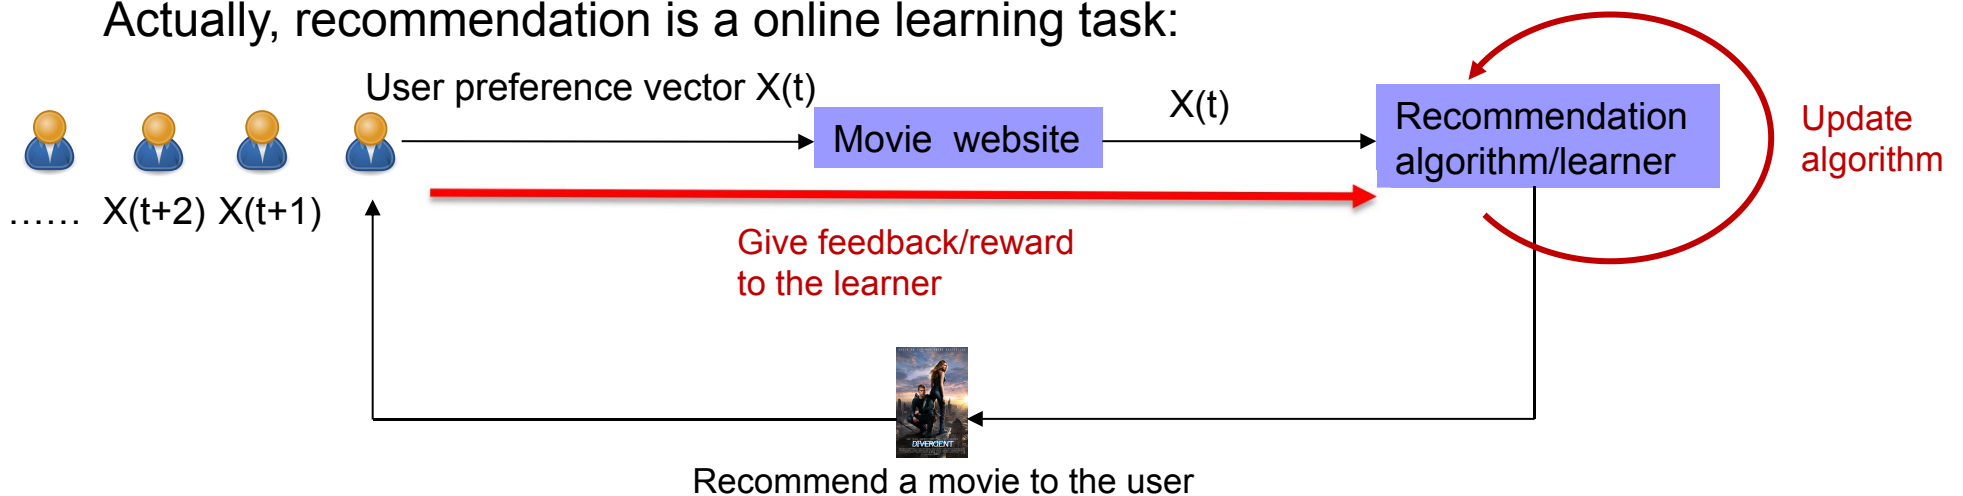 Actually, recommendation is a online learning task:
User preference vector X(t)
Movie website
X(t)
Recommendation
algorithm/learner
Update
algorithm
...... X(t+2) X(t+1)
Give feedback/reward
to the learner
DIVERGENT
Recommend a movie to the user